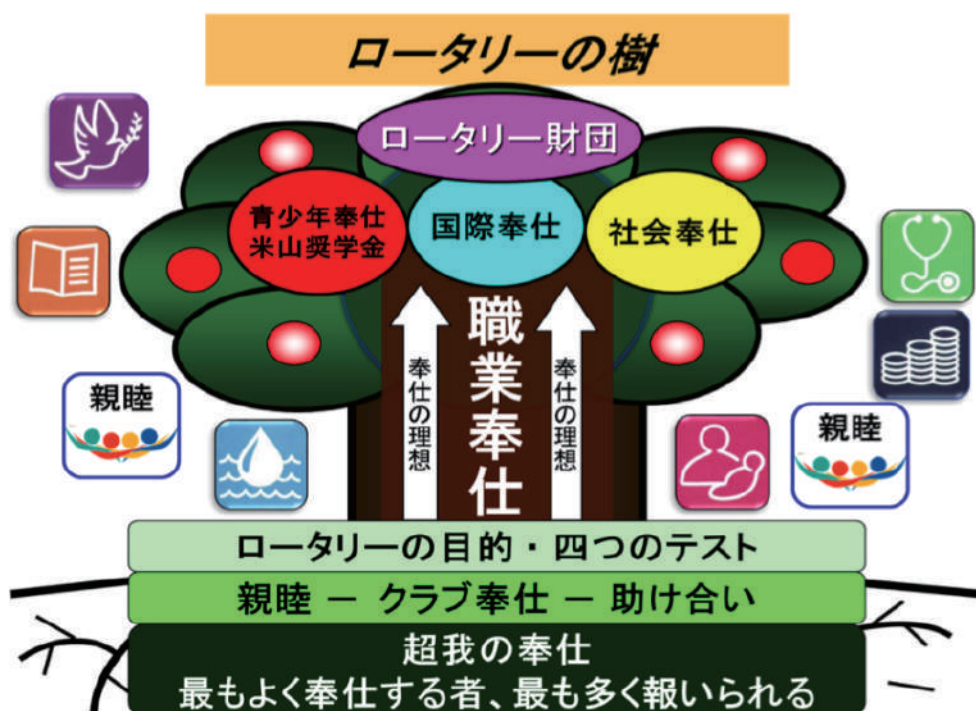 ロータリーの樹
ロータリー財団
青少年奉仕
米山奨学金
国際奉仕
社会奉仕
職業奉仕
奉仕の理想
奉仕の理想
親睦
親睦
ロータリーの目的・四つのテスト
親睦 － クラブ奉仕 － 助け合い
超我の奉仕
最もよく奉仕する者、最も多く報いられる